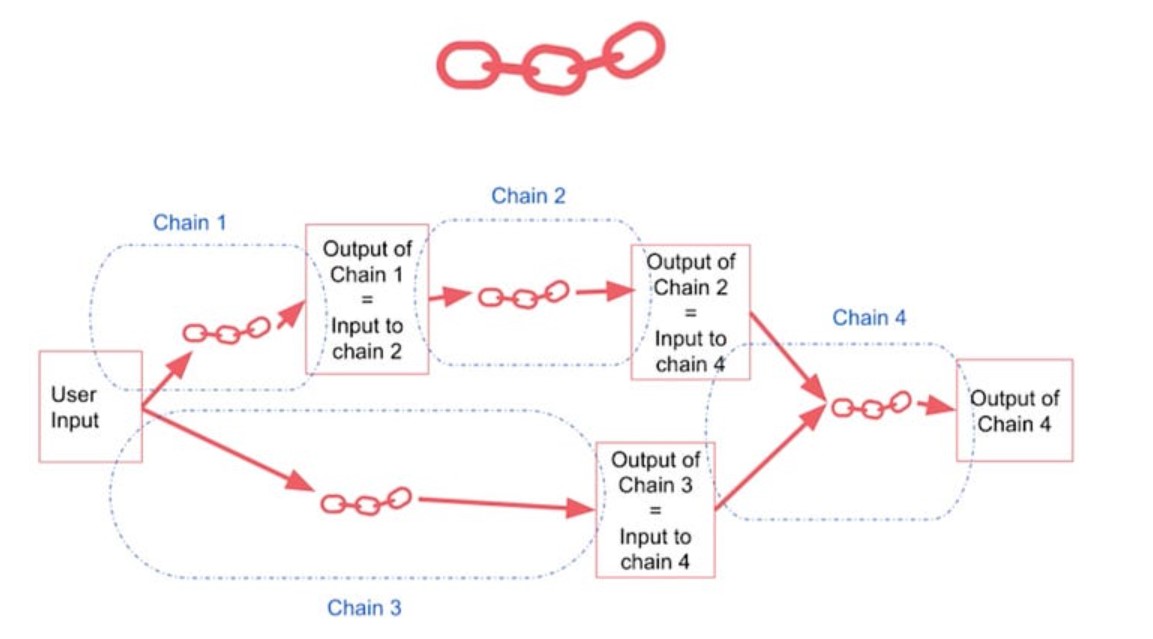 Chain 1
Chain 2
Output of
Chain 1
=
Input to
chain 2
Output of
Chain 2
=
Input to
chain 4
Chain 4
User
Input
Output of
Chain 4
Output of
Chain 3
=
Input to
chain 4
Chain 3